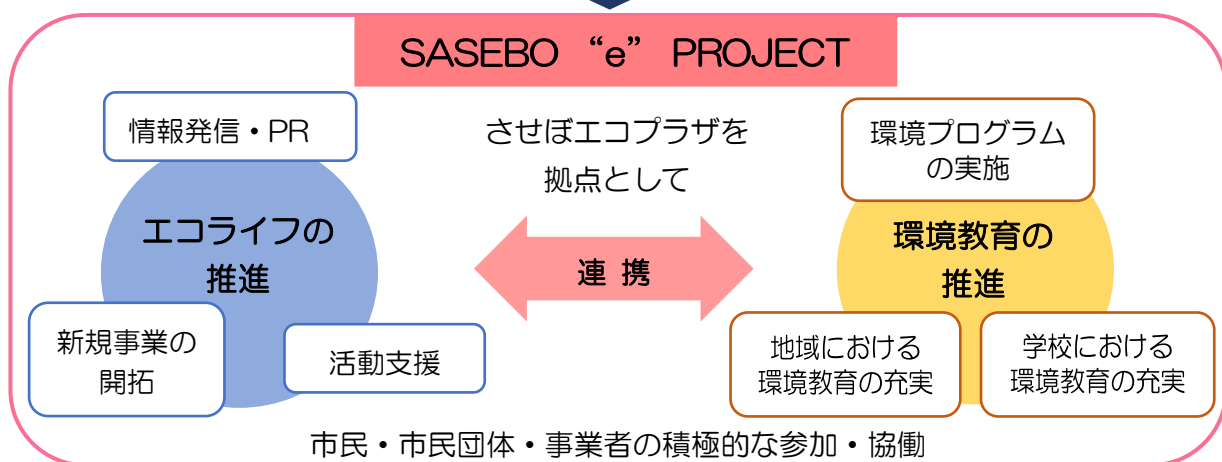 SASEBO “e” PROJECT
情報発信・PR
エコライフの
推進
新規事業の
開拓
活動支援
させぼエコプラザを
拠点として
連 携
環境プログラム
の実施
環境教育の
推進
地域における
環境教育の充実
学校における
環境教育の充実
市民・市民団体・事業者の積極的な参加・協働